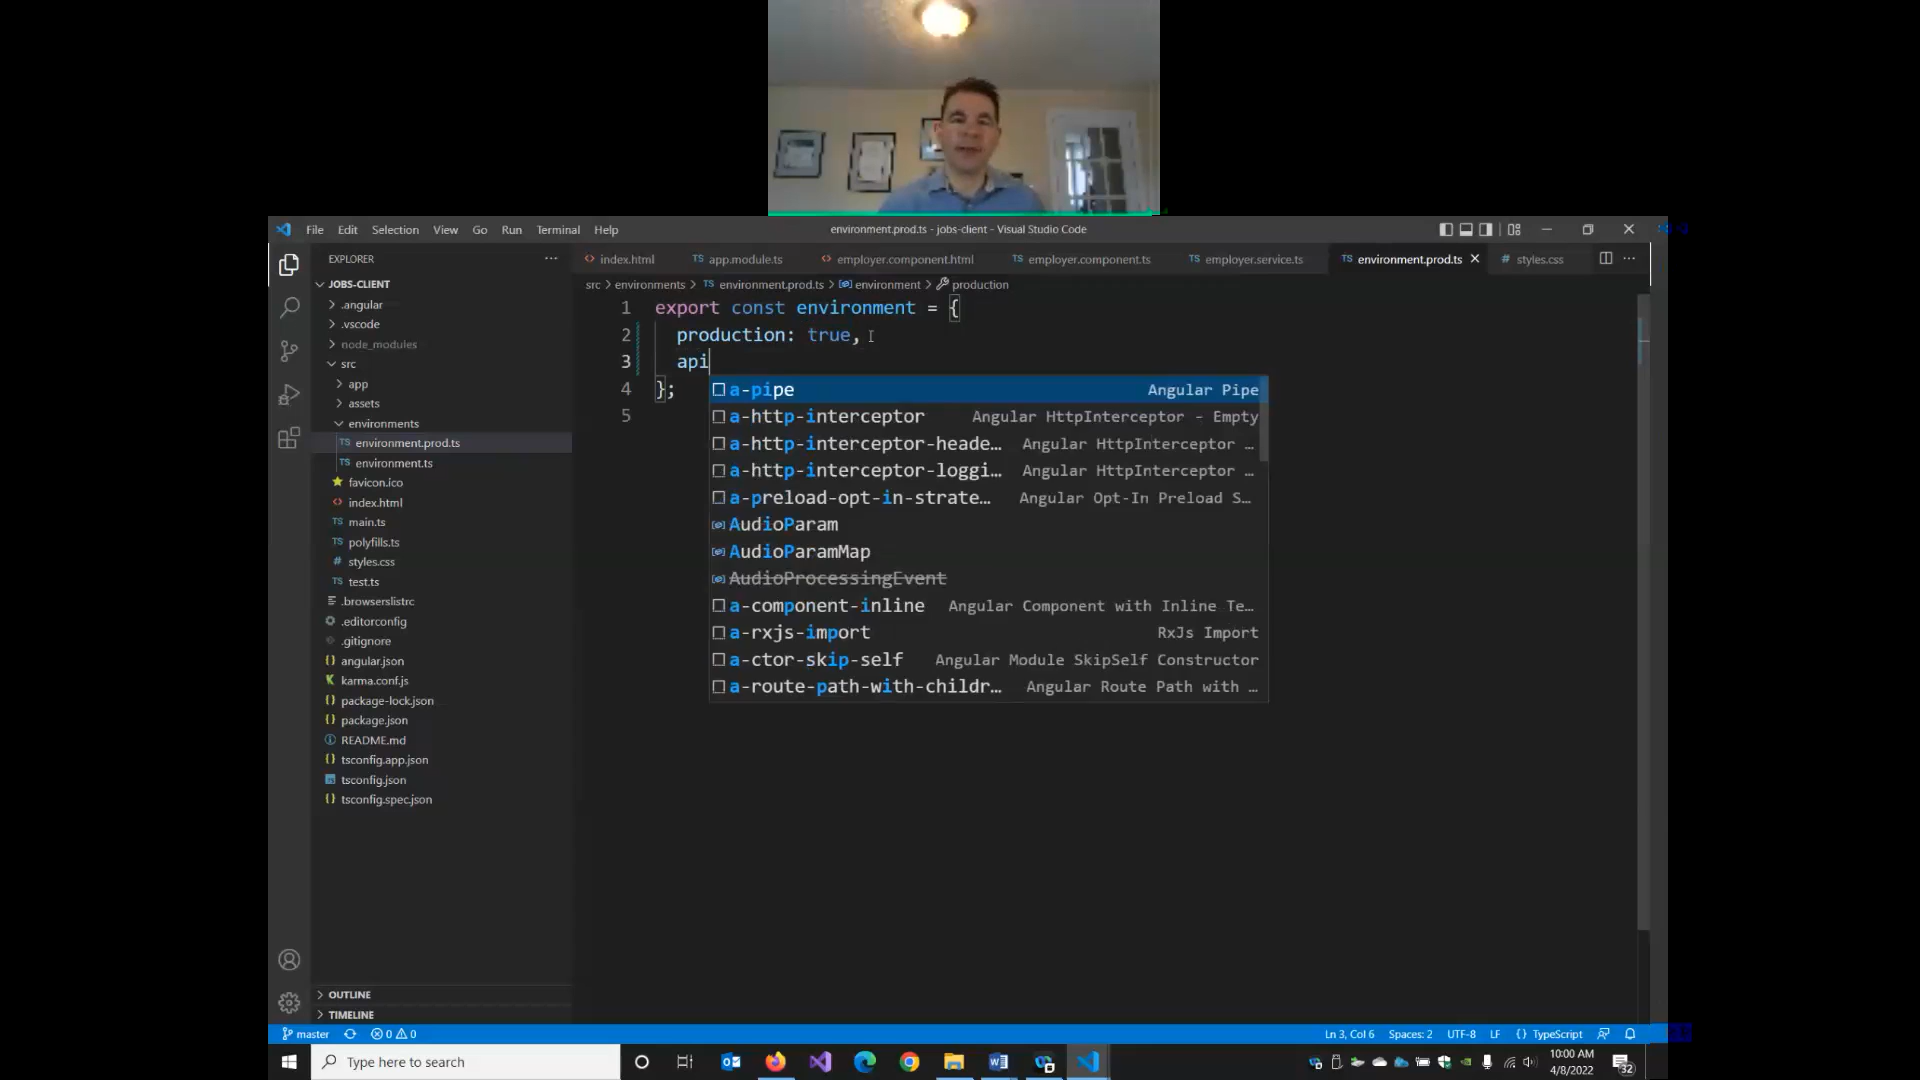 File Edit Selection View Go Run Terminal Help
environment.prod.ts - jobs-client - Visual Studio Code
EXPLORER
index.html
app.module.ts
employer.component.html
employer.component.ts
employer.service.ts
environment.prod.ts
styles.css
src > environments > TS environment.prod.ts > environment > production
JOBS-CLIENT
.angular
.vscode
node_modules
src
app
assets
environments
TS environment.prod.ts
TS environment.ts
favicon.ico
index.html
TS main.ts
TS polyfills.ts
# styles.css
TS test.ts
.browserslistrc
.editorconfig
.gitignore
{} angular.json
karma.conf.js
{} package-lock.json
{} package.json
README.md
{} tsconfig.app.json
tsconfig.json
{} tsconfig.spec.json
OUTLINE
TIMELINE
1 export const environment = {
2 production: true,
3 api
4 };
5
a-pipe Angular Pipe
a-http-interceptor Angular HttpInterceptor - Empty
a-http-interceptor-heade… Angular HttpInterceptor …
a-http-interceptor-loggi… Angular HttpInterceptor …
a-preload-opt-in-strate… Angular Opt-In Preload S…
AudioParam
AudioParamMap
AudioProcessingEvent
a-component-inline Angular Component with Inline Te…
a-rxjs-import RxJs Import
a-ctor-skip-self Angular Module SkipSelf Constructor
a-route-path-with-childr… Angular Route Path with …
master 0 0
Ln 3, Col 6 Spaces: 2 UTF-8 LF {} TypeScript
Type here to search
10:00 AM
4/8/2022
32